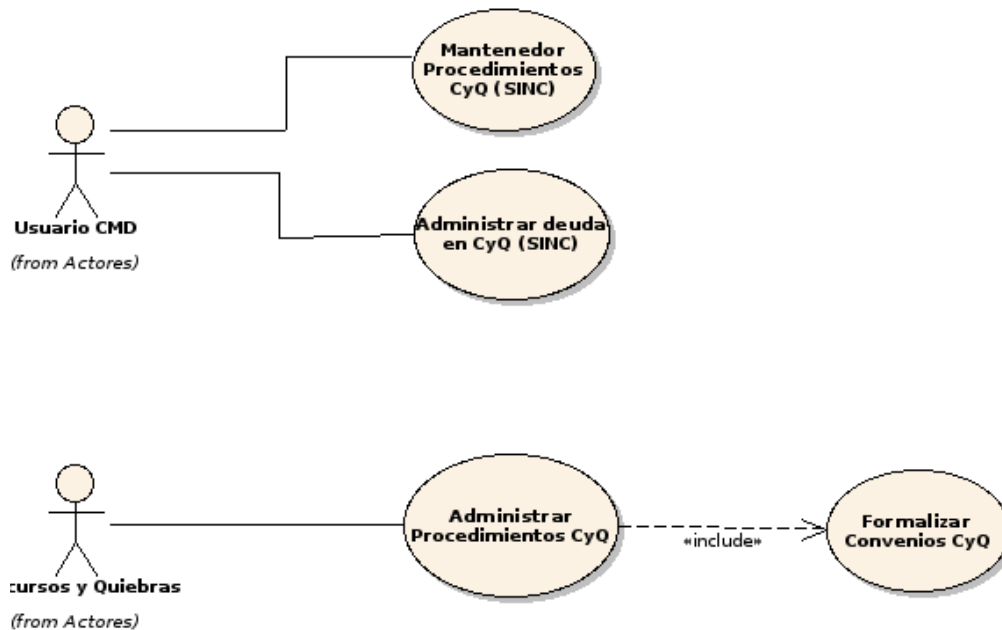 Mantenedor
Procedimientos
CyQ (SINC)
Usuario CMD
(from Actores)
Administrar deuda
en CyQ (SINC)
Administrar
Procedimientos CyQ
«include»
Formalizar
Convenios CyQ
cursos y Quiebras
(from Actores)